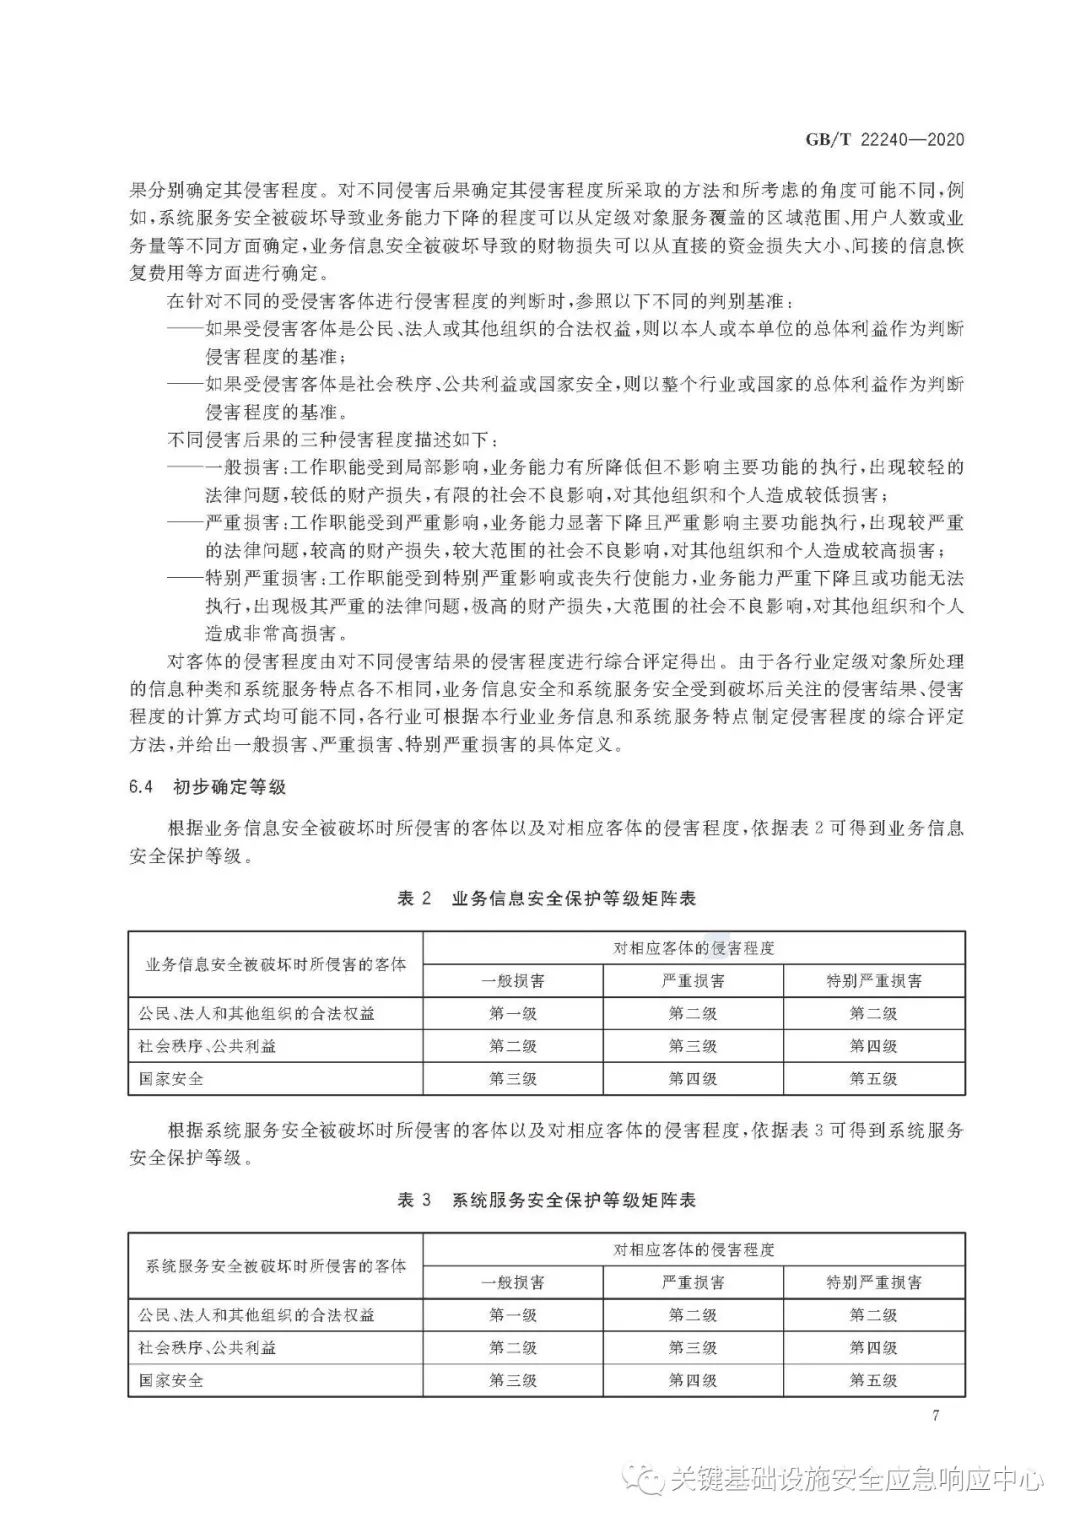 GB/T 22240—2020
果分别确定其侵害程度。对不同侵害后果确定其侵害程度所采取的方法和所考虑的角度可能不同,例
如,系统服务安全被破坏导致业务能力下降的程度可以从定级对象服务覆盖的区域范围、用户人数或业
务量等不同方面确定,业务信息安全被破坏导致的财物损失可以从直接的资金损失大小、间接的信息恢
复费用等方面进行确定。
在针对不同的受侵害客体进行侵害程度的判断时,参照以下不同的判别基准:
——如果受侵害客体是公民、法人或其他组织的合法权益,则以本人或本单位的总体利益作为判断
侵害程度的基准;
——如果受侵害客体是社会秩序、公共利益或国家安全,则以整个行业或国家的总体利益作为判断
侵害程度的基准。
不同侵害后果的三种侵害程度描述如下:
——一般损害:工作职能受到局部影响,业务能力有所降低但不影响主要功能的执行,出现较轻的
法律问题,较低的财产损失,有限的社会不良影响,对其他组织和个人造成较低损害;
——严重损害:工作职能受到严重影响,业务能力显著下降且严重影响主要功能执行,出现较严重
的法律问题,较高的财产损失,较大范围的社会不良影响,对其他组织和个人造成较高损害;
——特别严重损害:工作职能受到特别严重影响或丧失行使能力,业务能力严重下降且或功能无法
执行,出现极其严重的法律问题,极高的财产损失,大范围的社会不良影响,对其他组织和个人
造成非常高损害。
对客体的侵害程度由对不同侵害结果的侵害程度进行综合评定得出。由于各行业定级对象所处理
的信息种类和系统服务特点各不相同,业务信息安全和系统服务安全受到破坏后关注的侵害结果、侵害
程度的计算方式均可能不同,各行业可根据本行业业务信息和系统服务特点制定侵害程度的综合评定
方法,并给出一般损害、严重损害、特别严重损害的具体定义。
6.4 初步确定等级
根据业务信息安全被破坏时所侵害的客体以及对相应客体的侵害程度,依据表 2 可得到业务信息
安全保护等级。
表 2 业务信息安全保护等级矩阵表
业务信息安全被破坏时所侵害的客体 对相应客体的侵害程度
一般损害 严重损害 特别严重损害
公民、法人和其他组织的合法权益 第一级 第二级 第二级
社会秩序、公共利益 第二级 第三级 第四级
国家安全 第三级 第四级 第五级
根据系统服务安全被破坏时所侵害的客体以及对相应客体的侵害程度,依据表 3 可得到系统服务
安全保护等级。
表 3 系统服务安全保护等级矩阵表
系统服务安全被破坏时所侵害的客体 对相应客体的侵害程度
一般损害 严重损害 特别严重损害
公民、法人和其他组织的合法权益 第一级 第二级 第二级
社会秩序、公共利益 第二级 第三级 第四级
国家安全 第三级 第四级 第五级
7
关键基础设施安全应急响应中心